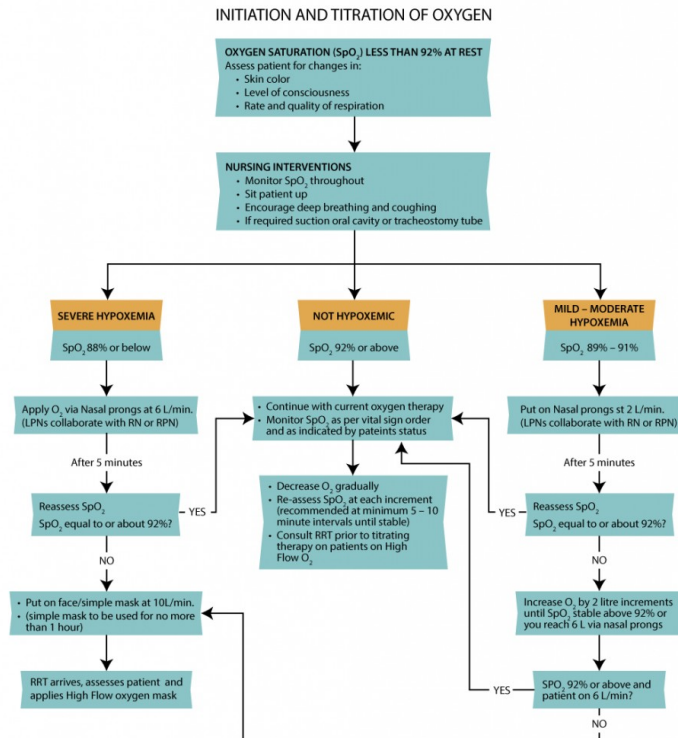 INITIATION AND TITRATION OF OXYGEN
OXYGEN SATURATION (SpO₂) LESS THAN 92% AT REST
Assess patient for changes in:
• Skin color
• Level of consciousness
• Rate and quality of respiration
NURSING INTERVENTIONS
• Monitor SpO₂ throughout
• Sit patient up
• Encourage deep breathing and coughing
• If required suction oral cavity or tracheostomy tube
SEVERE HYPOXEMIA
SpO₂ 88% or below
Apply O₂ via Nasal prongs at 6 L/min.
(LPNs collaborate with RN or RPN)
After 5 minutes
Reassess SpO₂
SpO₂ equal to or about 92%?
YES
NO
• Put on face/simple mask at 10L/min.
• (simple mask to be used for no more
than 1 hour)
RRT arrives, assesses patient and
applies High Flow oxygen mask
NOT HYPOXEMIC
SpO₂ 92% or above
• Continue with current oxygen therapy
• Monitor SpO₂ as per vital sign order
and as indicated by pateints status
• Decrease O₂ gradually
• Re-assess SpO₂ at each increment
(recommended at minimum 5 – 10
minute intervals until stable)
• Consult RRT prior to titrating
therapy on patients on High
Flow O₂
MILD – MODERATE
HYPOXEMIA
SpO₂ 89% – 91%
Put on Nasal prongs st 2 L/min.
(LPNs collaborate with RN or RPN)
After 5 minutes
Reassess SpO₂
SpO₂ equal to or about 92%?
YES
NO
Increase O₂ by 2 litre increments
until SpO₂ stable above 92% or
you reach 6 L via nasal prongs
SPO₂ 92% or above and
patient on 6 L/min?
YES
NO